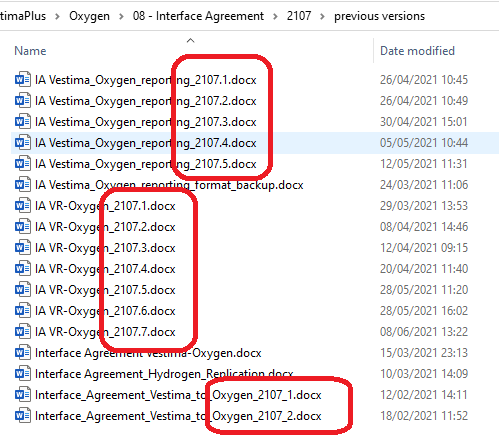 stimaPlus > Oxygen > 08 - Interface Agreement > 2107 > previous versions
Name Date modified
IA Vestima_Oxygen_reporting_2107.1.docx 26/04/2021 10:45
IA Vestima_Oxygen_reporting_2107.2.docx 26/04/2021 10:49
IA Vestima_Oxygen_reporting_2107.3.docx 30/04/2021 15:01
IA Vestima_Oxygen_reporting_2107.4.docx 05/05/2021 10:44
IA Vestima_Oxygen_reporting_2107.5.docx 12/05/2021 11:31
IA Vestima_Oxygen_reporting_format_backup.docx 24/03/2021 11:06
IA VR-Oxygen_2107.1.docx 29/03/2021 13:53
IA VR-Oxygen_2107.2.docx 08/04/2021 14:46
IA VR-Oxygen_2107.3.docx 12/04/2021 09:15
IA VR-Oxygen_2107.4.docx 20/04/2021 11:40
IA VR-Oxygen_2107.5.docx 28/05/2021 11:20
IA VR-Oxygen_2107.6.docx 28/05/2021 16:02
IA VR-Oxygen_2107.7.docx 08/06/2021 13:22
Interface Agreement Vestima-Oxygen.docx 15/03/2021 23:13
Interface Agreement_Hydrogen_Replication.docx 10/03/2021 14:09
Interface_Agreement_Vestima_to_Oxygen_2107_1.docx 12/02/2021 14:11
Interface_Agreement_Vestima_to_Oxygen_2107_2.docx 18/02/2021 11:52